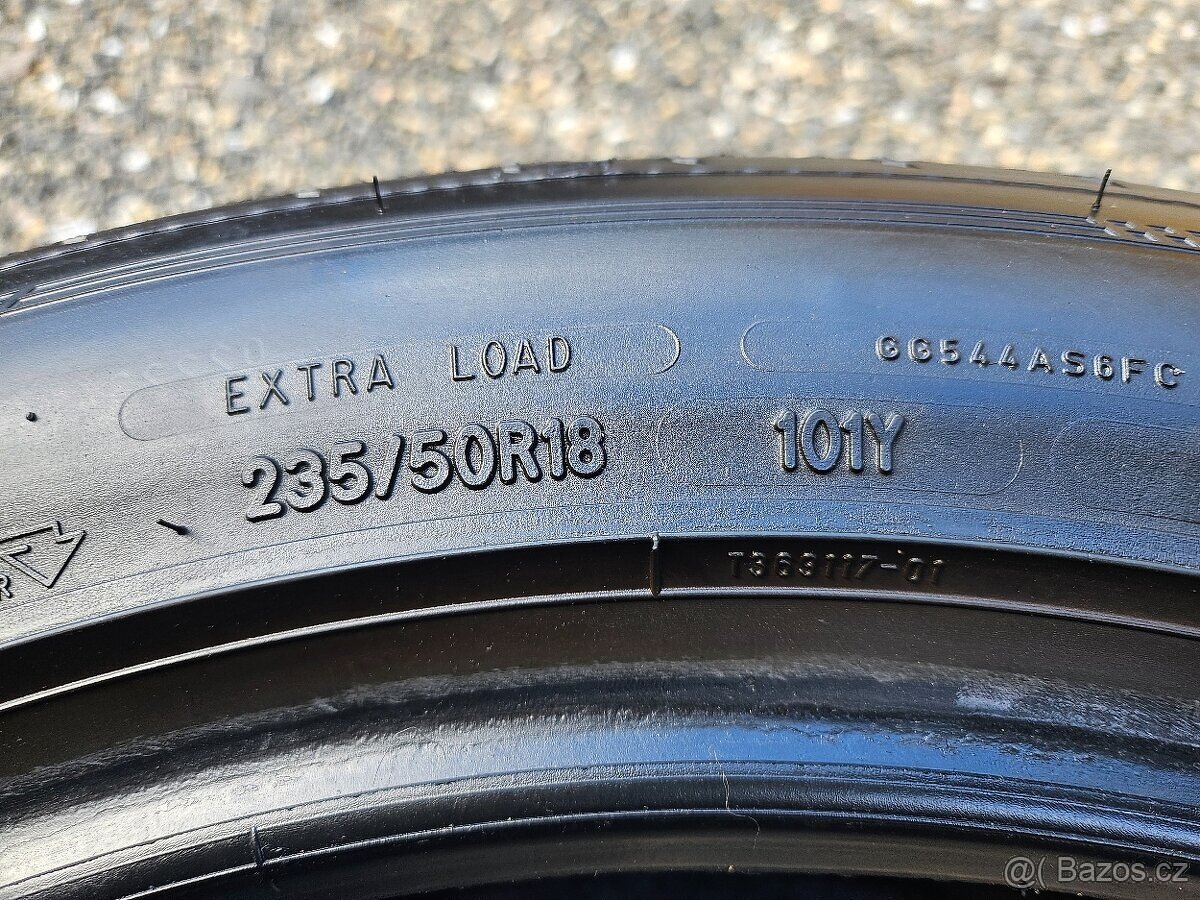 EXTRA LOAD
GG544AS6FC
235/50R18 101Y
T363117-01
@( Bazos.cz